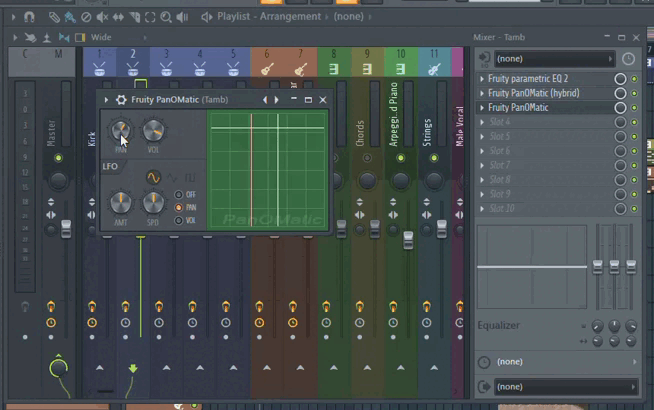 Playlist - Arrangement › (none) ›
Wide
Mixer - Tamb
C M 1 2 3 4 5 6 7 8 9 10 11
(none)
Fruity parametric EQ 2
Fruity PanOMatic (hybrid)
Fruity PanOMatic
Slot 4
Slot 5
Slot 6
Slot 7
Slot 8
Slot 9
Slot 10
Master
Kick
Chords
Arpeggi..d Piano
Strings
Male Vocal
Fruity PanOMatic (Tamb)
PAN VOL
LFO
OFF
PAN
VOL
AMT SPD
PanOMatic
Equalizer
(none)
(none)